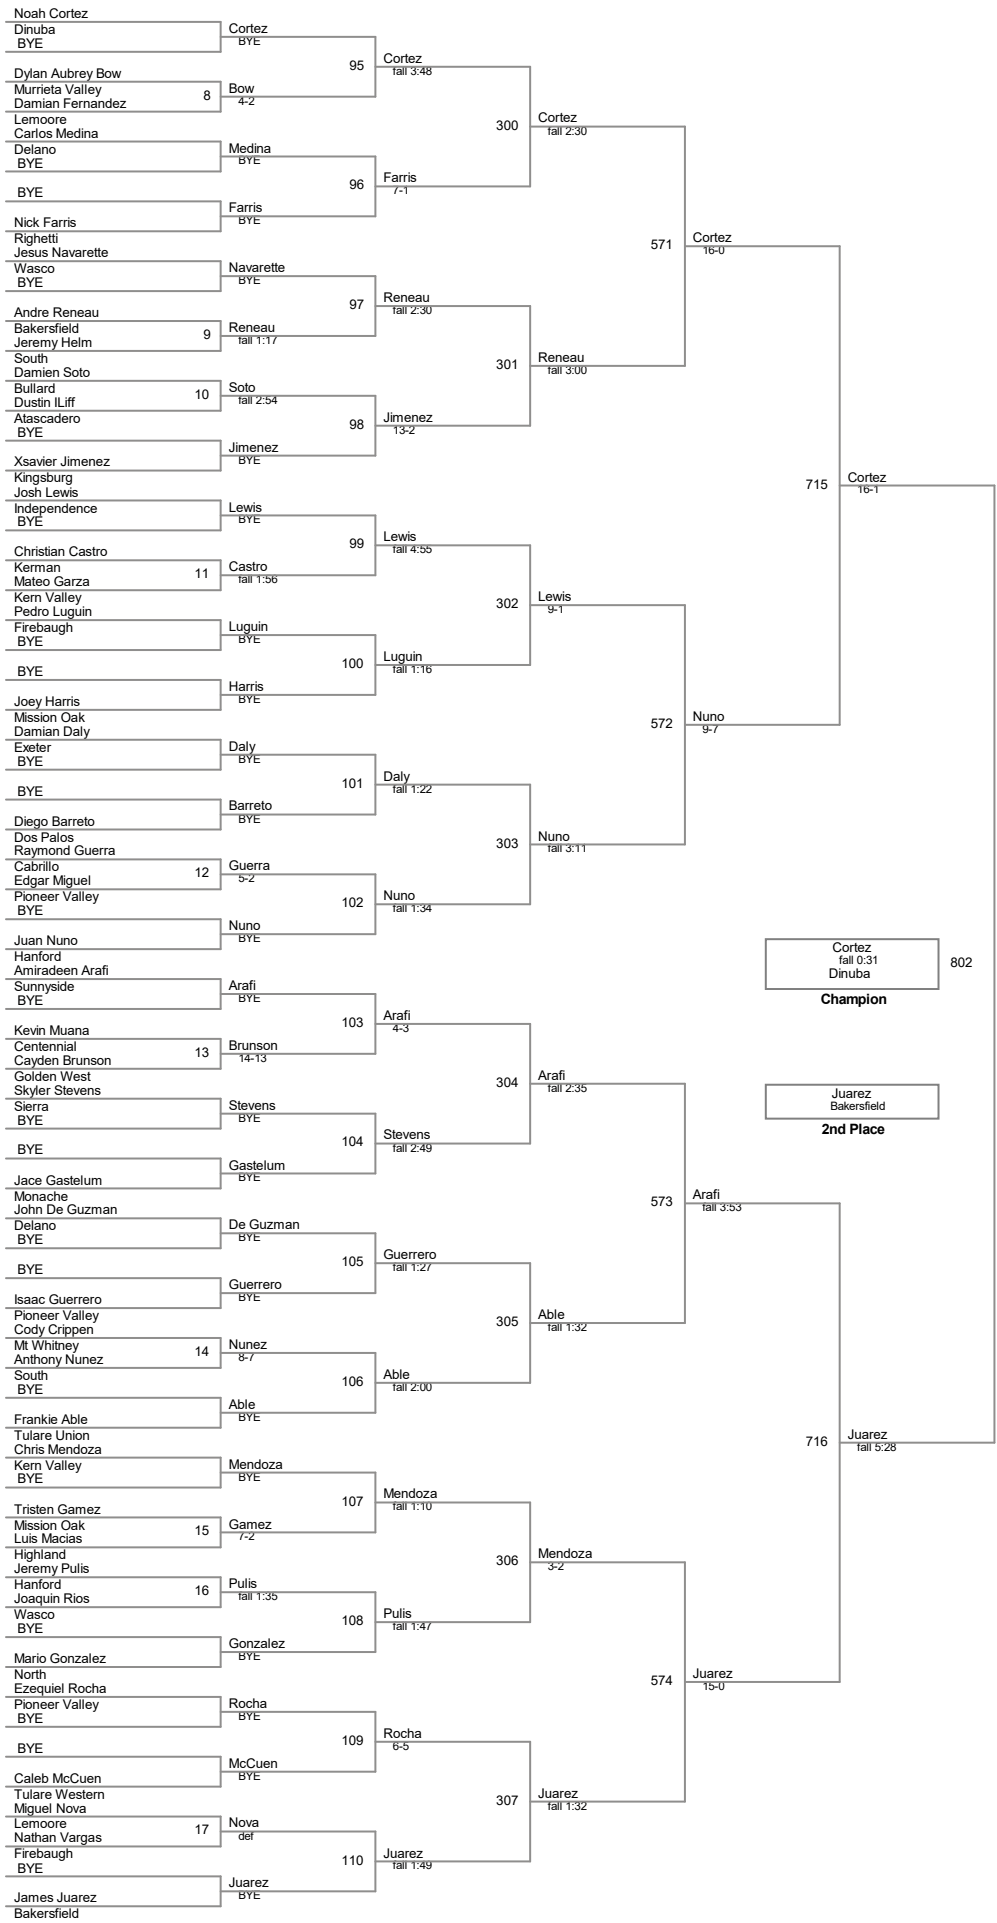 Noah Cortez
Dinuba
BYE
Dylan Aubrey Bow
Murrieta Valley
Damian Fernandez
Lemoore
Carlos Medina
Delano
BYE
BYE
Nick Farris
Righetti
Jesus Navarette
Wasco
BYE
Andre Reneau
Bakersfield
Jeremy Helm
South
Damien Soto
Bullard
Dustin ILiff
Atascadero
BYE
Xsavier Jimenez
Kingsburg
Josh Lewis
Independence
BYE
Christian Castro
Kerman
Mateo Garza
Kern Valley
Pedro Luguin
Firebaugh
BYE
BYE
Joey Harris
Mission Oak
Damian Daly
Exeter
BYE
BYE
Diego Barreto
Dos Palos
Raymond Guerra
Cabrillo
Edgar Miguel
Pioneer Valley
BYE
Juan Nuno
Hanford
Amiradeen Arafi
Sunnyside
BYE
Kevin Muana
Centennial
Cayden Brunson
Golden West
Skyler Stevens
Sierra
BYE
BYE
Jace Gastelum
Monache
John De Guzman
Delano
BYE
BYE
Isaac Guerrero
Pioneer Valley
Cody Crippen
Mt Whitney
Anthony Nunez
South
BYE
Frankie Able
Tulare Union
Chris Mendoza
Kern Valley
BYE
Tristen Gamez
Mission Oak
Luis Macias
Highland
Jeremy Pulis
Hanford
Joaquin Rios
Wasco
BYE
Mario Gonzalez
North
Ezequiel Rocha
Pioneer Valley
BYE
BYE
Caleb McCuen
Tulare Western
Miguel Nova
Lemoore
Nathan Vargas
Firebaugh
BYE
James Juarez
Bakersfield
8
9
10
11
12
13
14
15
16
17
Cortez
BYE
Bow
4-2
Medina
BYE
Farris
BYE
Navarette
BYE
Reneau
fall 1:17
Soto
fall 2:54
Jimenez
BYE
Lewis
BYE
Castro
fall 1:56
Luguin
BYE
Harris
BYE
Daly
BYE
Barreto
BYE
Guerra
5-2
Nuno
BYE
Arafi
BYE
Brunson
14-13
Stevens
BYE
Gastelum
BYE
De Guzman
BYE
Guerrero
BYE
Nunez
8-7
Able
BYE
Mendoza
BYE
Gamez
7-2
Pulis
fall 1:35
Gonzalez
BYE
Rocha
BYE
McCuen
BYE
Nova
def
Juarez
BYE
95
96
97
98
99
100
101
102
103
104
105
106
107
108
109
110
Cortez
fall 3:48
Farris
7-1
Reneau
fall 2:30
Jimenez
13-2
Lewis
fall 4:55
Luguin
fall 1:16
Daly
fall 1:22
Nuno
fall 1:34
Arafi
4-3
Stevens
fall 2:49
Guerrero
fall 1:27
Able
fall 2:00
Mendoza
fall 1:10
Pulis
fall 1:47
Rocha
6-5
Juarez
fall 1:49
300
301
302
303
304
305
306
307
Cortez
fall 2:30
Reneau
fall 3:00
Lewis
9-1
Nuno
fall 3:11
Arafi
fall 2:35
Able
fall 1:32
Mendoza
3-2
Juarez
fall 1:32
571
572
573
574
Cortez
16-0
Nuno
9-7
Arafi
fall 3:53
Juarez
15-0
715
716
Cortez
16-1
Juarez
fall 5:28
Cortez
fall 0:31
Dinuba
802
Champion
Juarez
Bakersfield
2nd Place